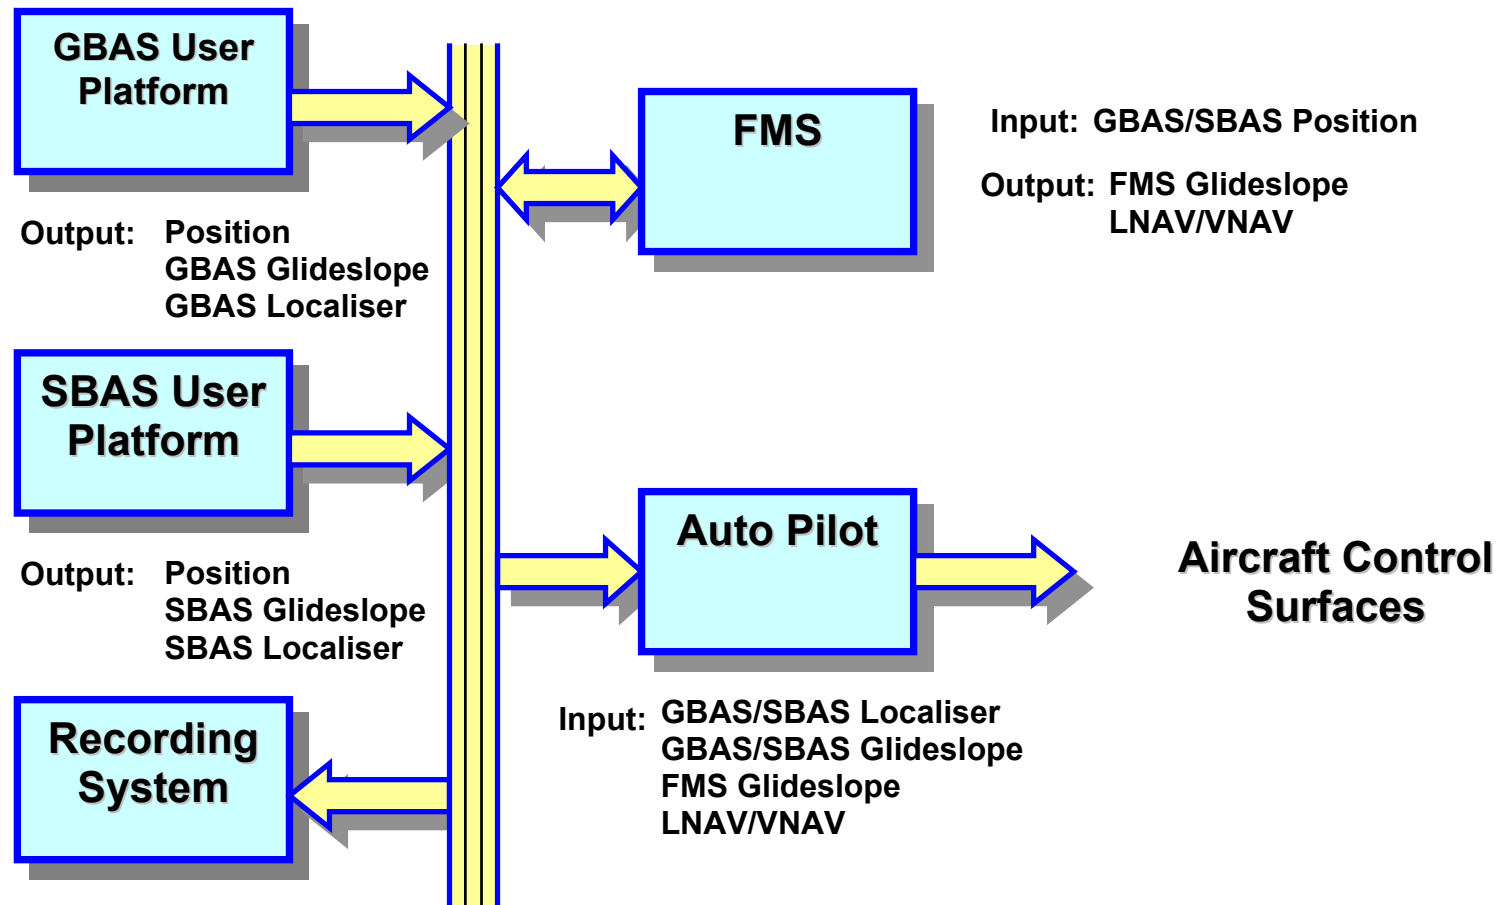 GBAS User
Platform
Output: Position
GBAS Glideslope
GBAS Localiser
SBAS User
Platform
Output: Position
SBAS Glideslope
SBAS Localiser
Recording
System
FMS
Input: GBAS/SBAS Position
Output: FMS Glideslope
LNAV/VNAV
Auto Pilot
Input: GBAS/SBAS Localiser
GBAS/SBAS Glideslope
FMS Glideslope
LNAV/VNAV
Aircraft Control
Surfaces